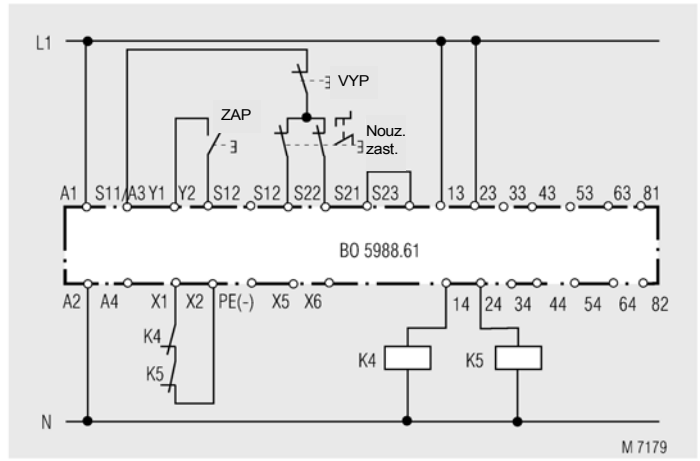 L1
VYP
ZAP
Nouz.
zast.
A1 S11/A3 Y1 Y2 S12 S12 S22 S21 S23 13 23 33 43 53 63 81
BO 5988.61
A2 A4 X1 X2 PE(-) X5 X6 14 24 34 44 54 64 82
K4
K5
K4
K5
N
M 7179